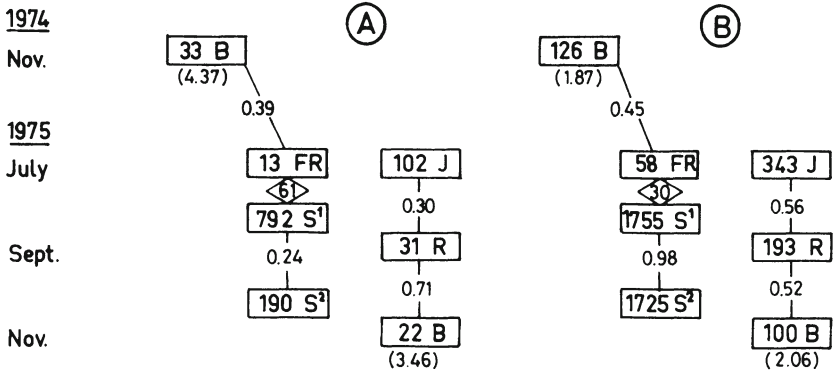 1974 A B
Nov. 33 B 126 B
(4.37) (1.87)
0.39 0.45
1975
July 13 FR 102 J 58 FR 343 J
61 30
792 S¹ 0.30 1755 S¹ 0.56
Sept. 0.24 31 R 0.98 193 R
190 S² 0.71 1725 S² 0.52
Nov. 22 B 100 B
(3.46) (2.06)